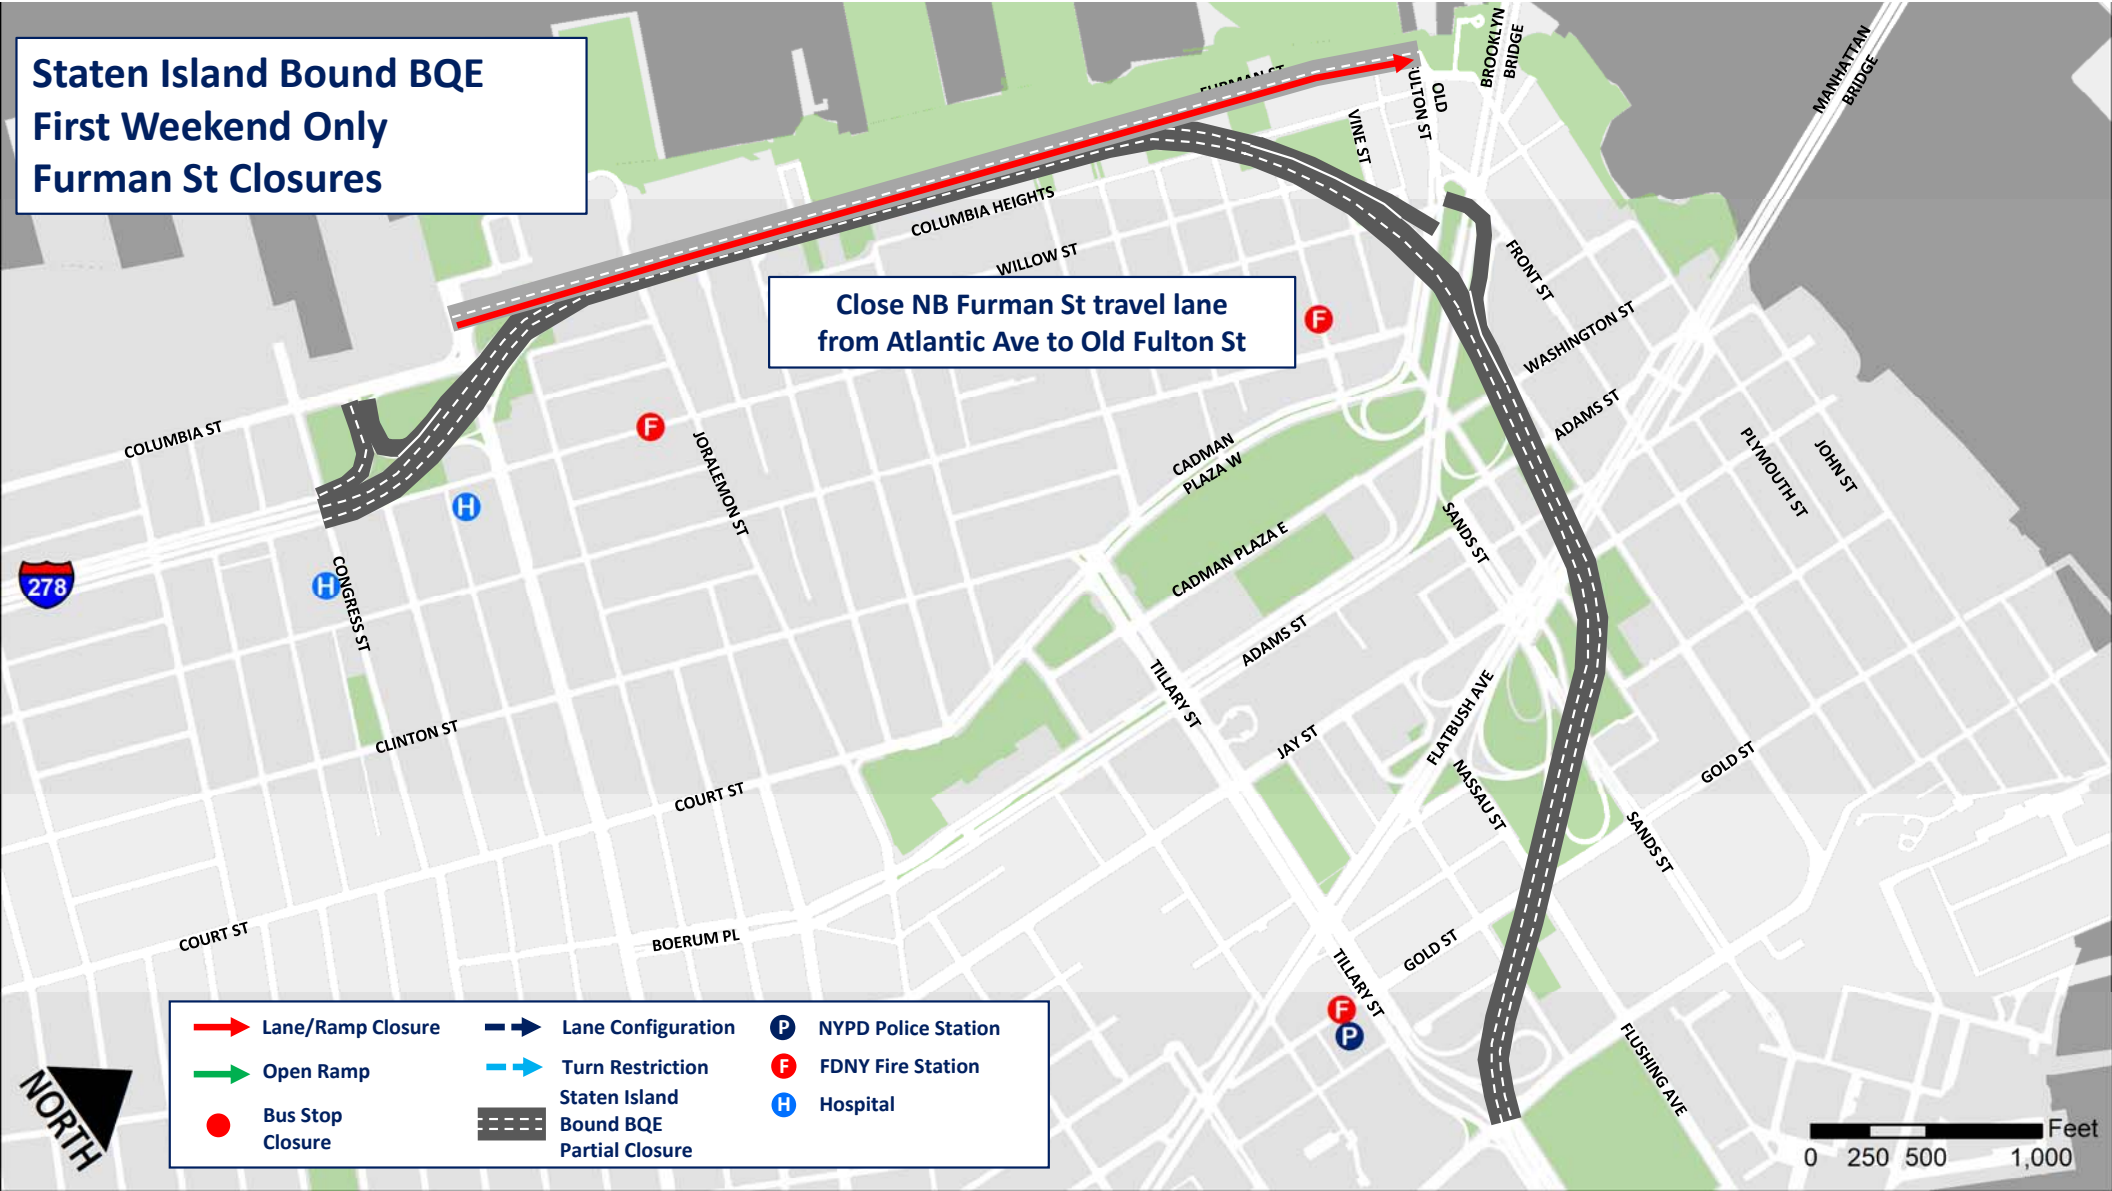 Staten Island Bound BQE
First Weekend Only
Furman St Closures
Close NB Furman St travel lane
from Atlantic Ave to Old Fulton St
FURMAN ST
OLD
FULTON ST
BROOKLYN
BRIDGE
MANHATTAN
BRIDGE
VINE ST
COLUMBIA HEIGHTS
WILLOW ST
FRONT ST
WASHINGTON ST
ADAMS ST
PLYMOUTH ST
JOHN ST
COLUMBIA ST
F
F
H
H
278
JORALEMON ST
CONGRESS ST
CADMAN
PLAZA W
CADMAN PLAZA E
SANDS ST
ADAMS ST
TILLARY ST
JAY ST
FLATBUSH AVE
NASSAU ST
GOLD ST
SANDS ST
CLINTON ST
COURT ST
COURT ST
BOERUM PL
GOLD ST
TILLARY ST
F
P
FLUSHING AVE
NORTH
Lane/Ramp Closure
Open Ramp
Bus Stop
Closure
Lane Configuration
Turn Restriction
Staten Island
Bound BQE
Partial Closure
P NYPD Police Station
F FDNY Fire Station
H Hospital
Feet
0 250 500 1,000